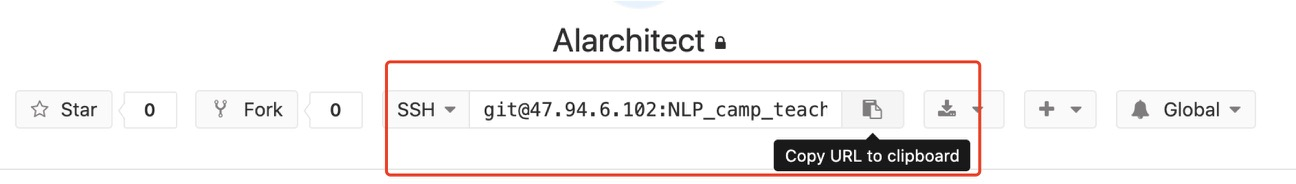 AIarchitect
Star 0 Fork 0 SSH git@47.94.6.102:NLP_camp_teach Global
Copy URL to clipboard